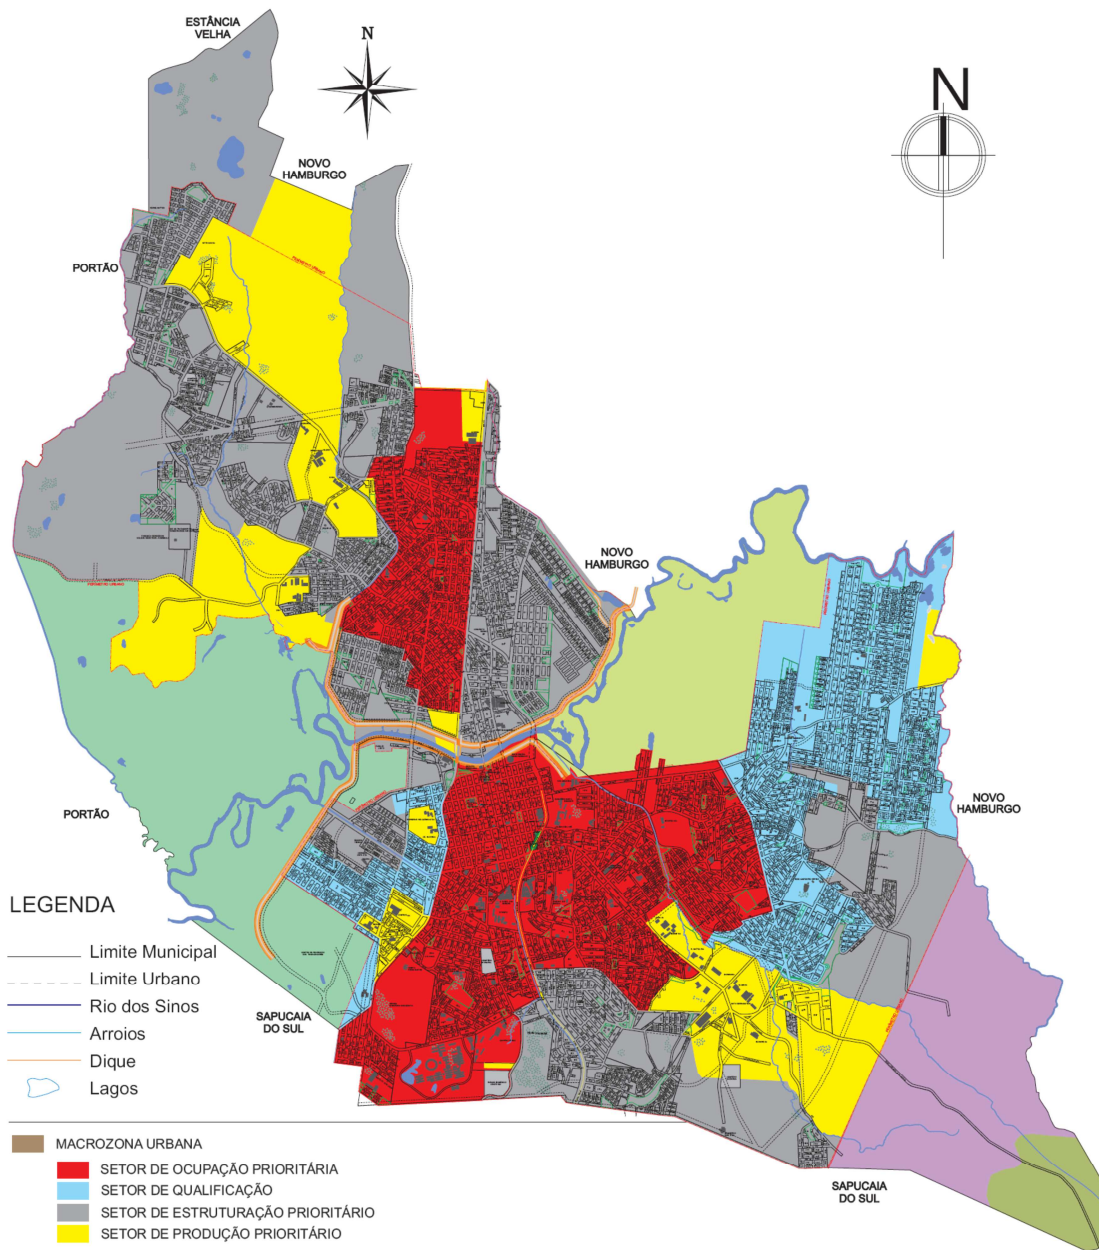 ESTÂNCIA
VELHA
N
N
NOVO
HAMBURGO
PORTÃO
NOVO
HAMBURGO
NOVO
HAMBURGO
PORTÃO
LEGENDA
Limite Municipal
Limite Urbano
Rio dos Sinos
Arroios
Dique
Lagos
SAPUCAIA
DO SUL
SAPUCAIA
DO SUL
MACROZONA URBANA
SETOR DE OCUPAÇÃO PRIORITÁRIA
SETOR DE QUALIFICAÇÃO
SETOR DE ESTRUTURAÇÃO PRIORITÁRIO
SETOR DE PRODUÇÃO PRIORITÁRIO